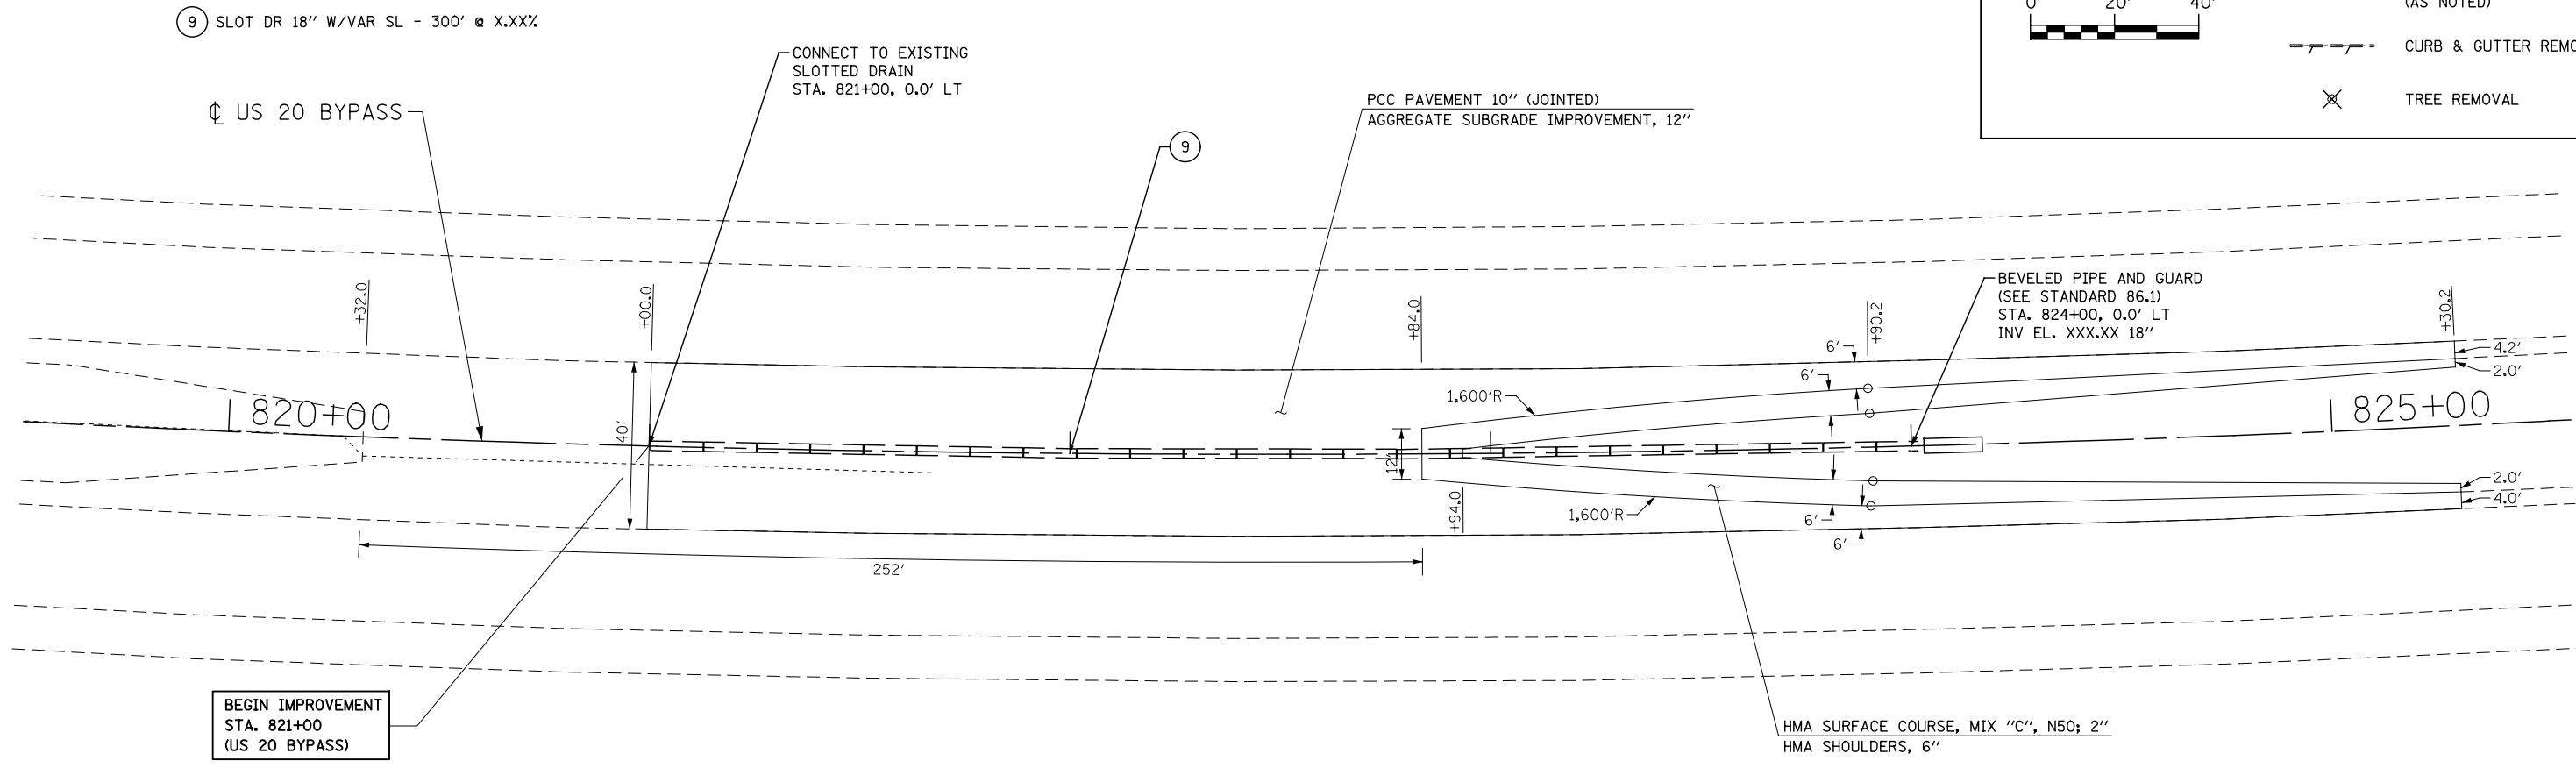 9 SLOT DR 18" W/VAR SL - 300' @ X.XX%
0' 20' 40'
(AS NOTED)
CURB & GUTTER REMO
TREE REMOVAL
CONNECT TO EXISTING
SLOTTED DRAIN
STA. 821+00, 0.0' LT
℄ US 20 BYPASS
PCC PAVEMENT 10" (JOINTED)
AGGREGATE SUBGRADE IMPROVEMENT, 12"
9
BEVELED PIPE AND GUARD
(SEE STANDARD 86.1)
STA. 824+00, 0.0' LT
INV EL. XXX.XX 18"
+32.0
+00.0
+84.0
+90.2
+30.2
6'
4.2'
6'
2.0'
1,600'R
820+00
825+00
40'
12'
2.0'
4.0'
+94.0
1,600'R
6'
6'
252'
BEGIN IMPROVEMENT
STA. 821+00
(US 20 BYPASS)
HMA SURFACE COURSE, MIX "C", N50; 2"
HMA SHOULDERS, 6"